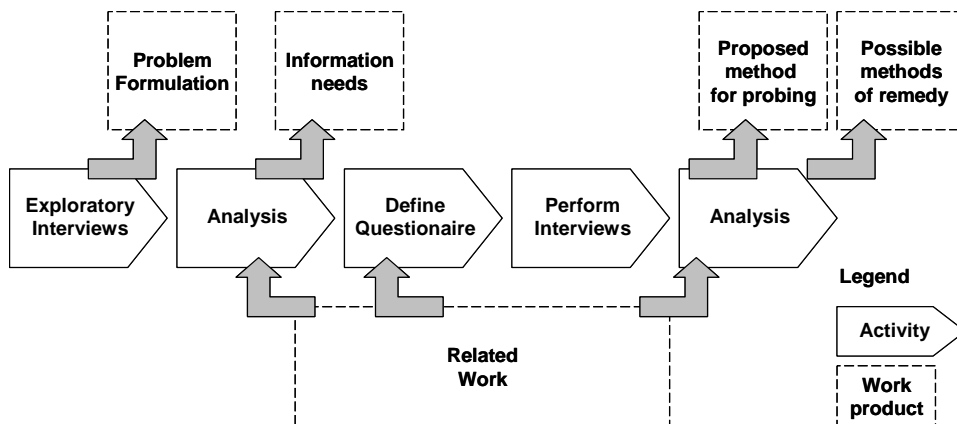 Problem
Formulation
Information
needs
Proposed
method
for probing
Possible
methods
of remedy
Exploratory
Interviews
Analysis
Define
Questionaire
Perform
Interviews
Analysis
Related
Work
Legend
Activity
Work
product